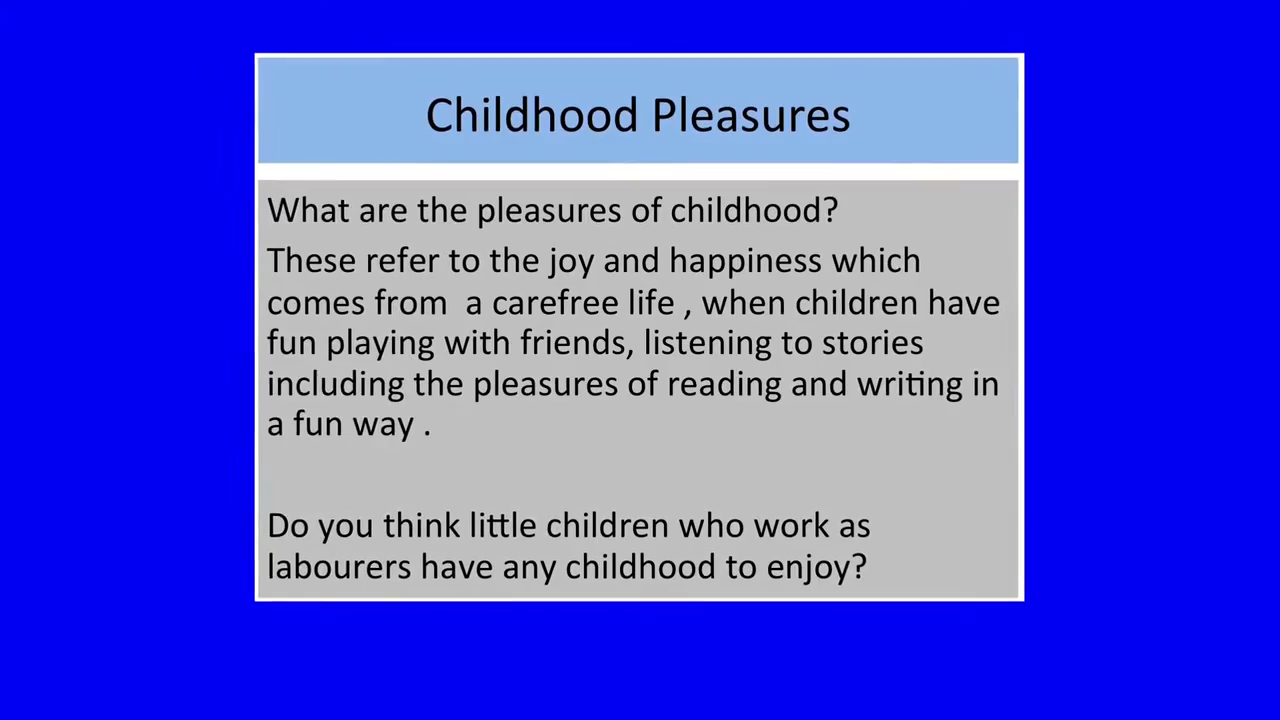 Childhood Pleasures
What are the pleasures of childhood?
These refer to the joy and happiness which
comes from  a carefree life , when children have
fun playing with friends, listening to stories
including the pleasures of reading and writing in
a fun way .
Do you think little children who work as
labourers have any childhood to enjoy?